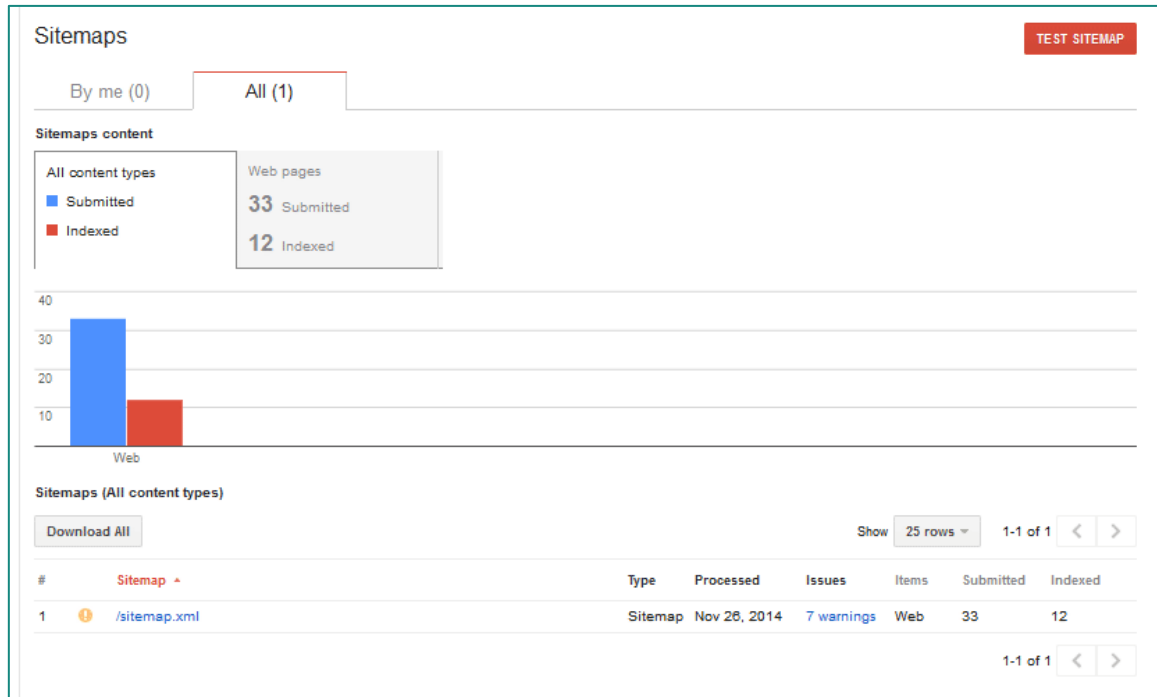 Sitemaps
TEST SITEMAP
By me (0)
All (1)
Sitemaps content
All content types
Submitted
Indexed
Web pages
33 Submitted
12 Indexed
40
30
20
10
Web
Sitemaps (All content types)
Download All
Show 25 rows 1-1 of 1
# Sitemap Type Processed Issues Items Submitted Indexed
1 /sitemap.xml Sitemap Nov 26, 2014 7 warnings Web 33 12
1-1 of 1